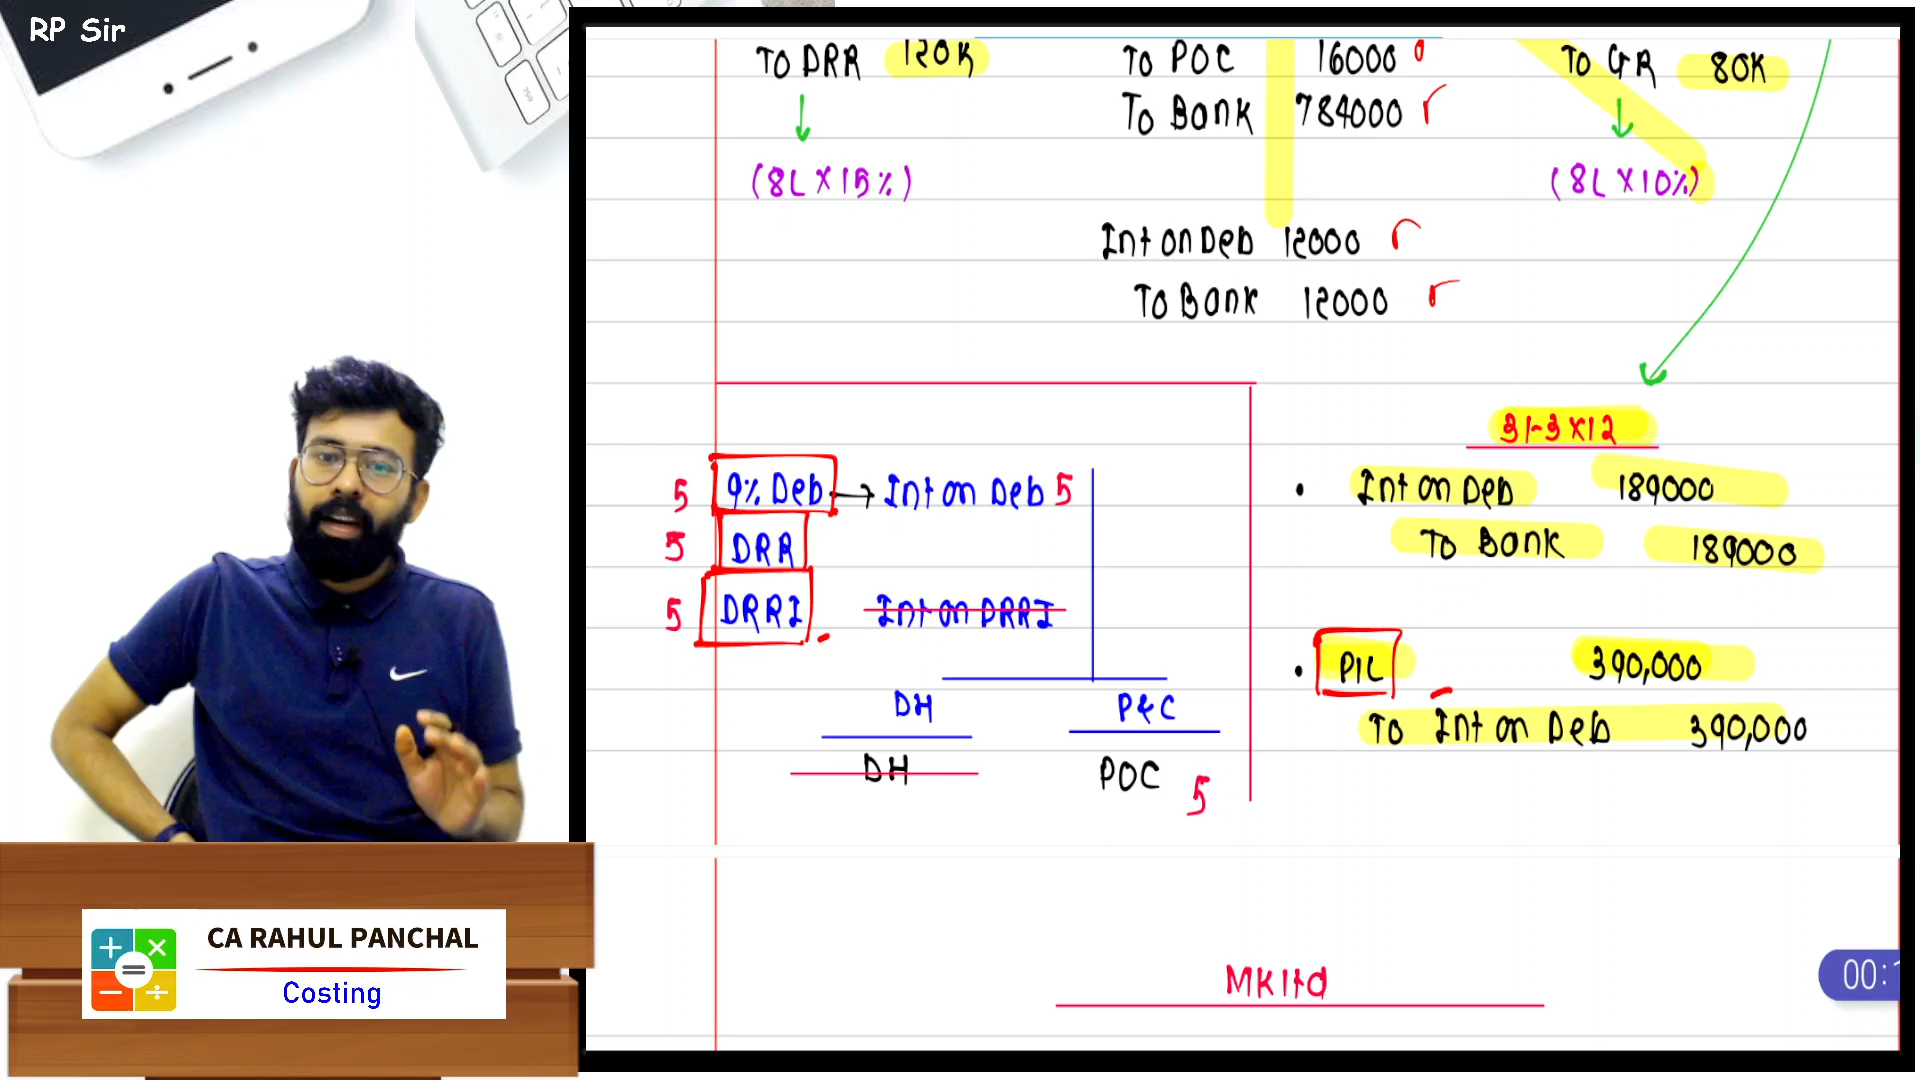 RP Sir
To DRR 120K
To POC 16000
To GR 80K
To Bank 784000
(8L X 15%)
(8L X 10%)
Int on Deb 12000
To Bank 12000
31-3 X12
5 9% Deb → Int on Deb 5
5 DRR
5 DRRI Int on DRRI
DH P&C
DH POC 5
• Int on Deb 189000
To Bank 189000
• P/L 390,000
To Int on Deb 390,000
MK ltd
00:
CA RAHUL PANCHAL
Costing